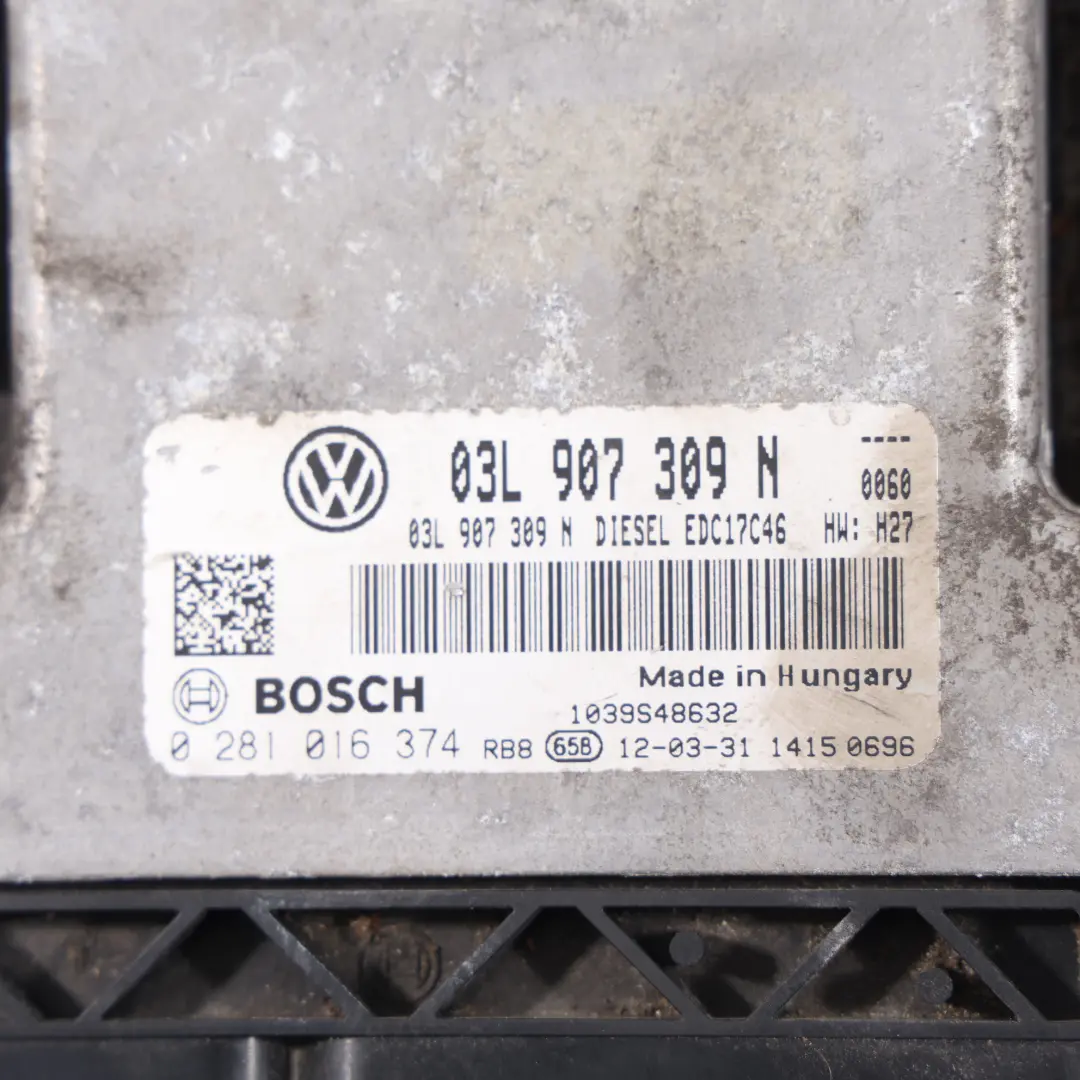 ----
03L 907 309 N
0060
03L 907 309 N DIESEL EDC17C46 HW: H27
Made in Hungary
BOSCH
1039S48632
0 281 016 374 RB8 65B 12-03-31 1415 0696